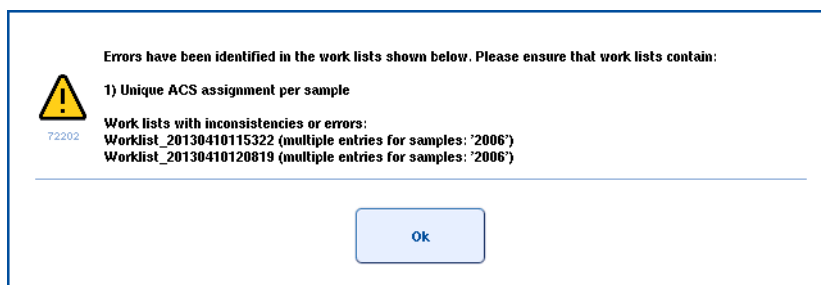 Errors have been identified in the work lists shown below. Please ensure that work lists contain:
1) Unique ACS assignment per sample
72202
Work lists with inconsistencies or errors:
Worklist_20130410115322 (multiple entries for samples: '2006')
Worklist_20130410120819 (multiple entries for samples: '2006')
Ok